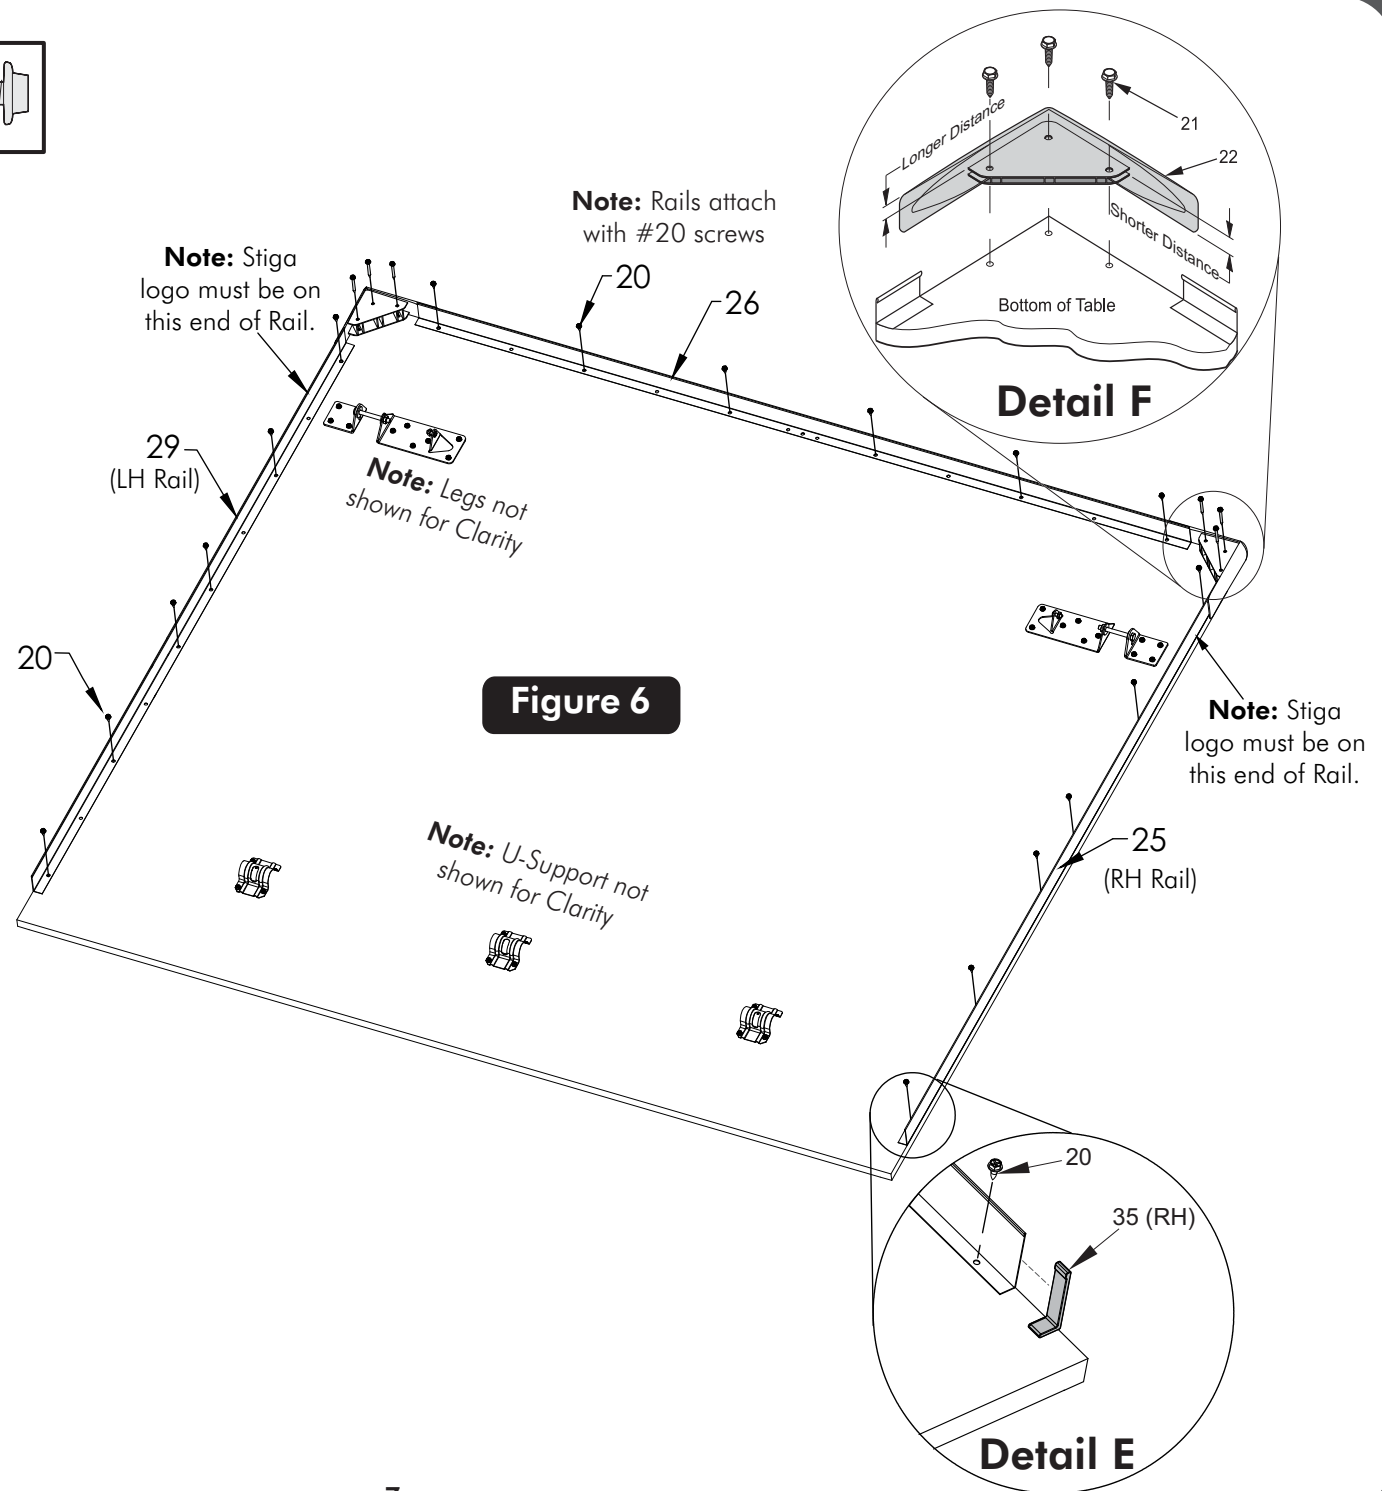 Longer Distance
21
22
Shorter Distance
Bottom of Table
Detail F
Note: Rails attach
with #20 screws
20
26
Note: Stiga
logo must be on
this end of Rail.
29
(LH Rail)
Note: Legs not
shown for Clarity
20
Figure 6
Note: Stiga
logo must be on
this end of Rail.
25
(RH Rail)
Note: U-Support not
shown for Clarity
20
35 (RH)
Detail E